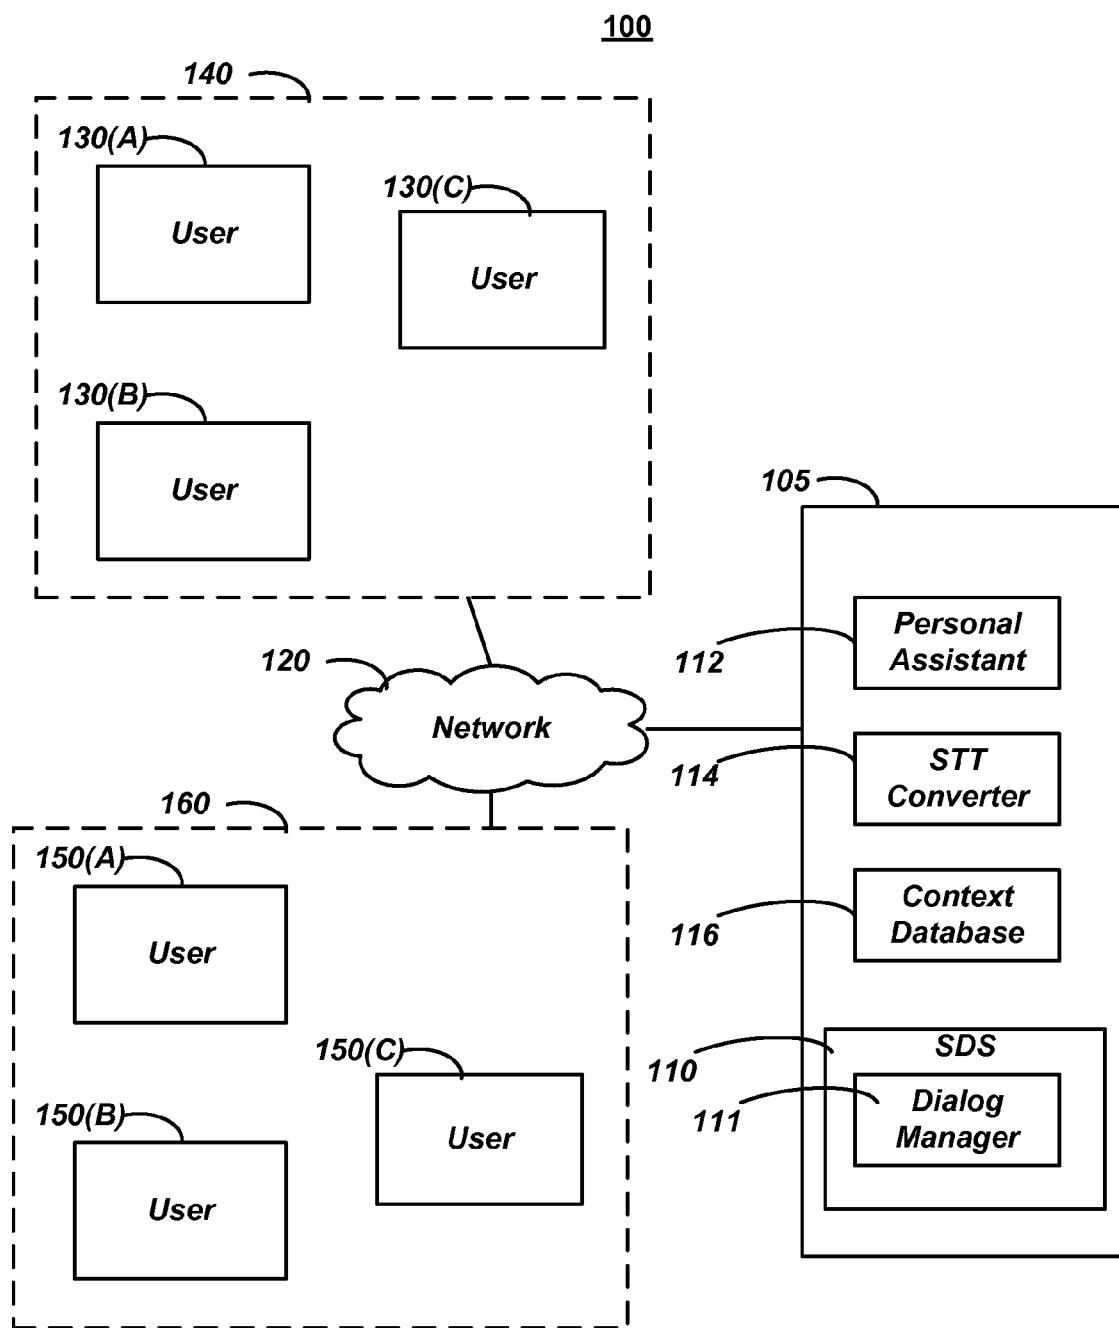 100
140
130(A)
User
130(C)
User
130(B)
User
105
Personal
Assistant
112
120
Network
STT
Converter
114
160
150(A)
User
Context
Database
116
150(C)
User
SDS
110
Dialog
Manager
111
150(B)
User